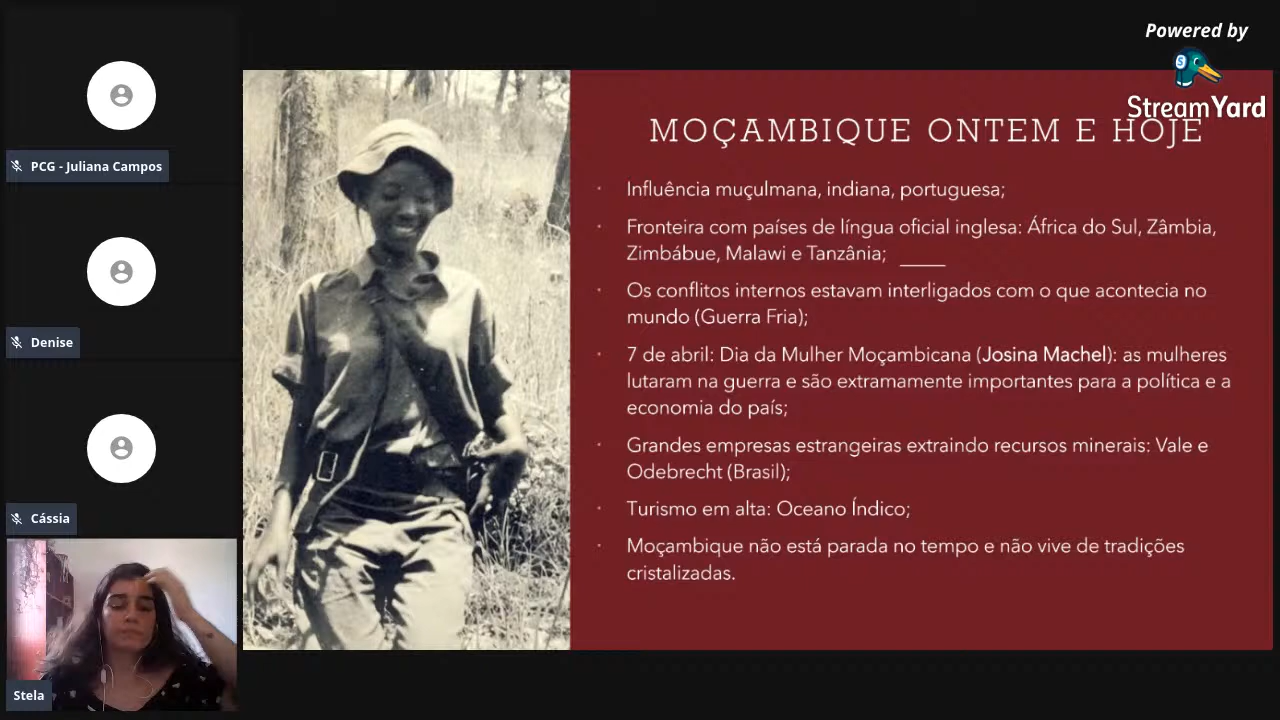 PCG - Juliana Campos
Denise
Cássia
Stela
Powered by
StreamYard
MOÇAMBIQUE ONTEM E HOJE
Influência muçulmana, indiana, portuguesa;
Fronteira com países de língua oficial inglesa: África do Sul, Zâmbia,
Zimbábue, Malawi e Tanzânia;
Os conflitos internos estavam interligados com o que acontecia no
mundo (Guerra Fria);
7 de abril: Dia da Mulher Moçambicana (Josina Machel): as mulheres
lutaram na guerra e são extramamente importantes para a política e a
economia do país;
Grandes empresas estrangeiras extraindo recursos minerais: Vale e
Odebrecht (Brasil);
Turismo em alta: Oceano Índico;
Moçambique não está parada no tempo e não vive de tradições
cristalizadas.